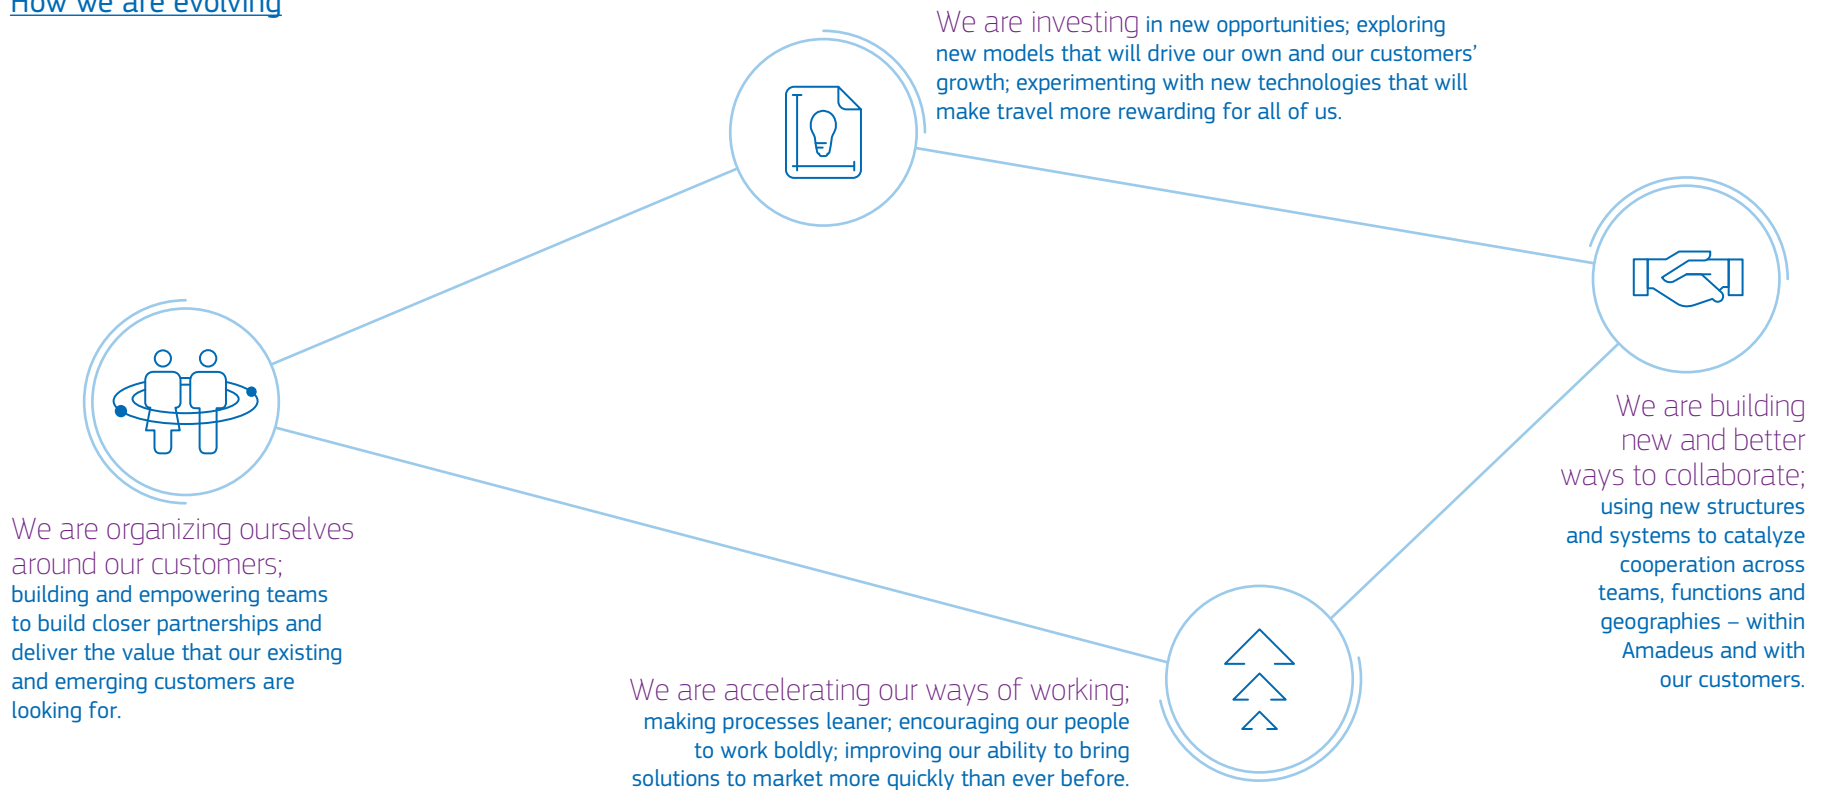 How we are evolving
We are investing in new opportunities; exploring
new models that will drive our own and our customers’
growth; experimenting with new technologies that will
make travel more rewarding for all of us.
We are building
new and better
ways to collaborate;
using new structures
and systems to catalyze
cooperation across
teams, functions and
geographies – within
Amadeus and with
our customers.
We are organizing ourselves
around our customers;
building and empowering teams
to build closer partnerships and
deliver the value that our existing
and emerging customers are
looking for.
We are accelerating our ways of working;
making processes leaner; encouraging our people
to work boldly; improving our ability to bring
solutions to market more quickly than ever before.